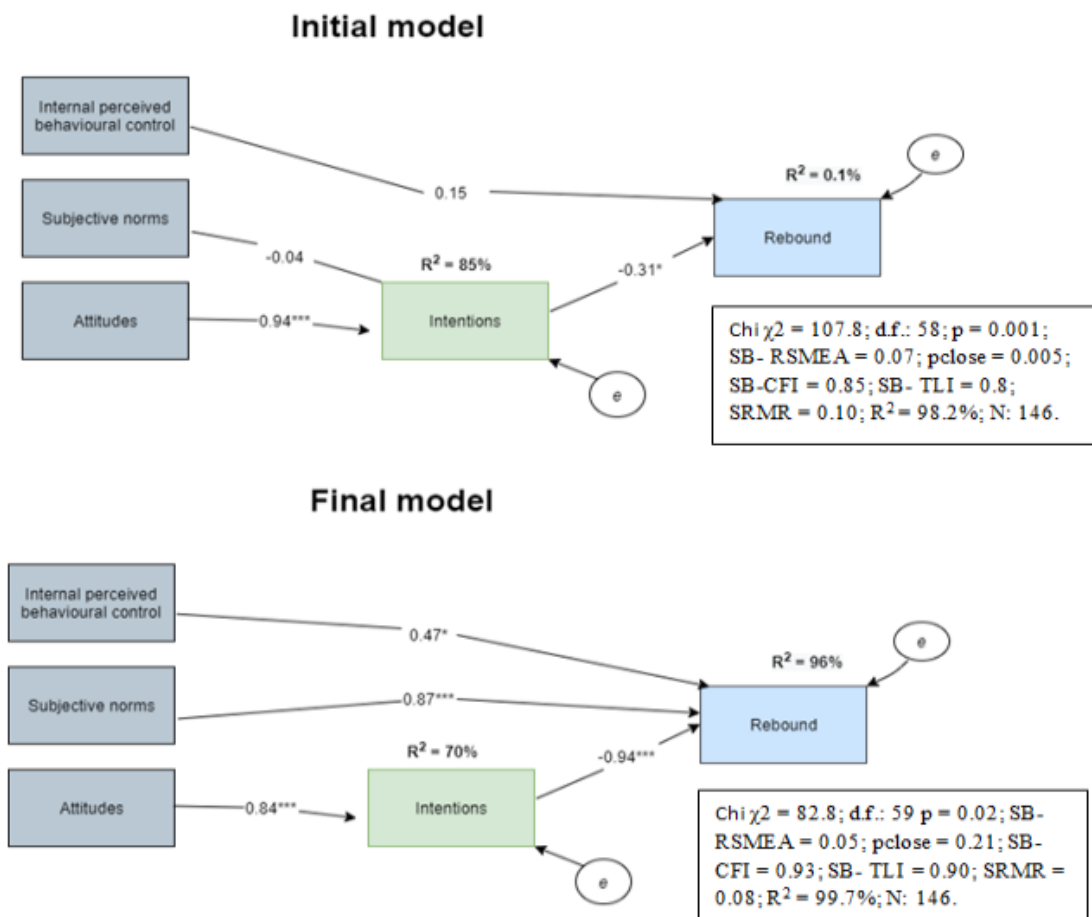 Initial model
Internal perceived
behavioural control
Subjective norms
Attitudes
0.15
-0.04
0.94***
R² = 85%
Intentions
e
-0.31*
R² = 0.1%
Rebound
e
Chi χ2 = 107.8; d.f.: 58; p = 0.001;
SB- RSMEA = 0.07; pclose = 0.005;
SB-CFI = 0.85; SB- TLI = 0.8;
SRMR = 0.10; R² = 98.2%; N: 146.
Final model
Internal perceived
behavioural control
Subjective norms
Attitudes
0.47*
0.87***
0.84***
R² = 70%
Intentions
e
-0.94***
R² = 96%
Rebound
e
Chi χ2 = 82.8; d.f.: 59 p = 0.02; SB-
RSMEA = 0.05; pclose = 0.21; SB-
CFI = 0.93; SB- TLI = 0.90; SRMR =
0.08; R² = 99.7%; N: 146.